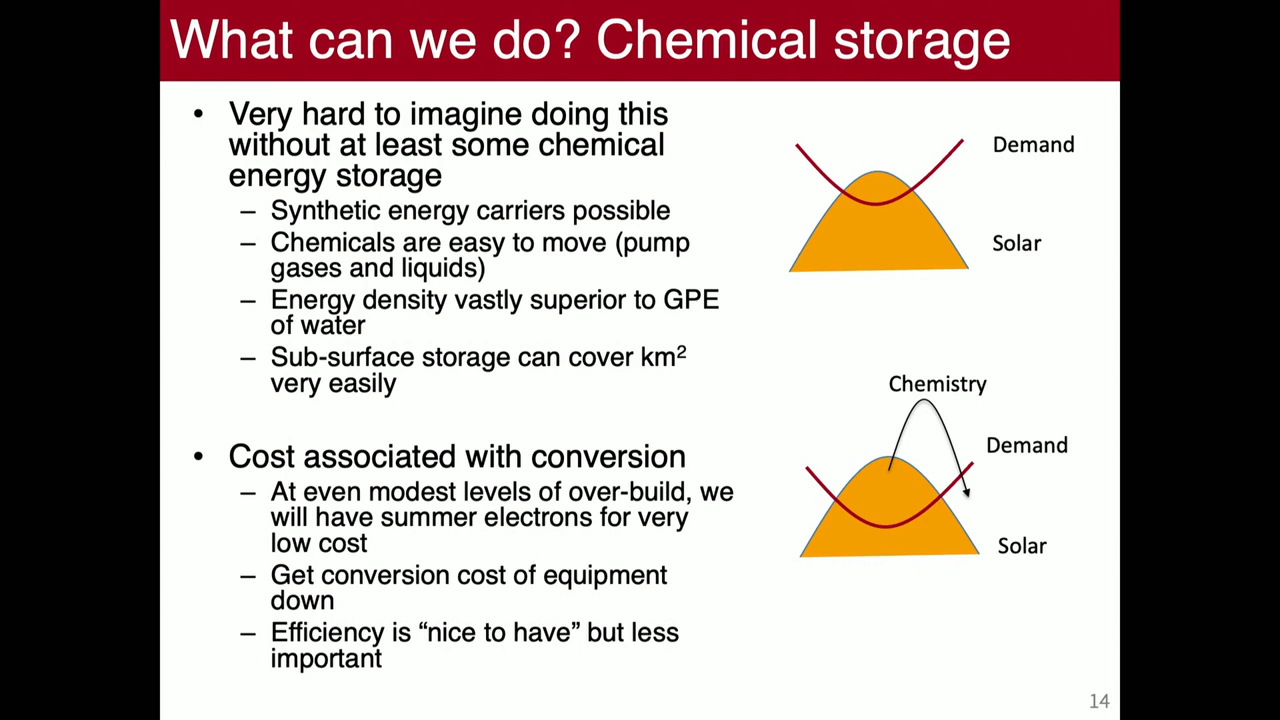 What can we do? Chemical storage
• Very hard to imagine doing this
without at least some chemical
energy storage
– Synthetic energy carriers possible
– Chemicals are easy to move (pump
gases and liquids)
– Energy density vastly superior to GPE
of water
– Sub-surface storage can cover km²
very easily
• Cost associated with conversion
– At even modest levels of over-build, we
will have summer electrons for very
low cost
– Get conversion cost of equipment
down
– Efficiency is “nice to have” but less
important
Demand
Solar
Chemistry
Demand
Solar
14